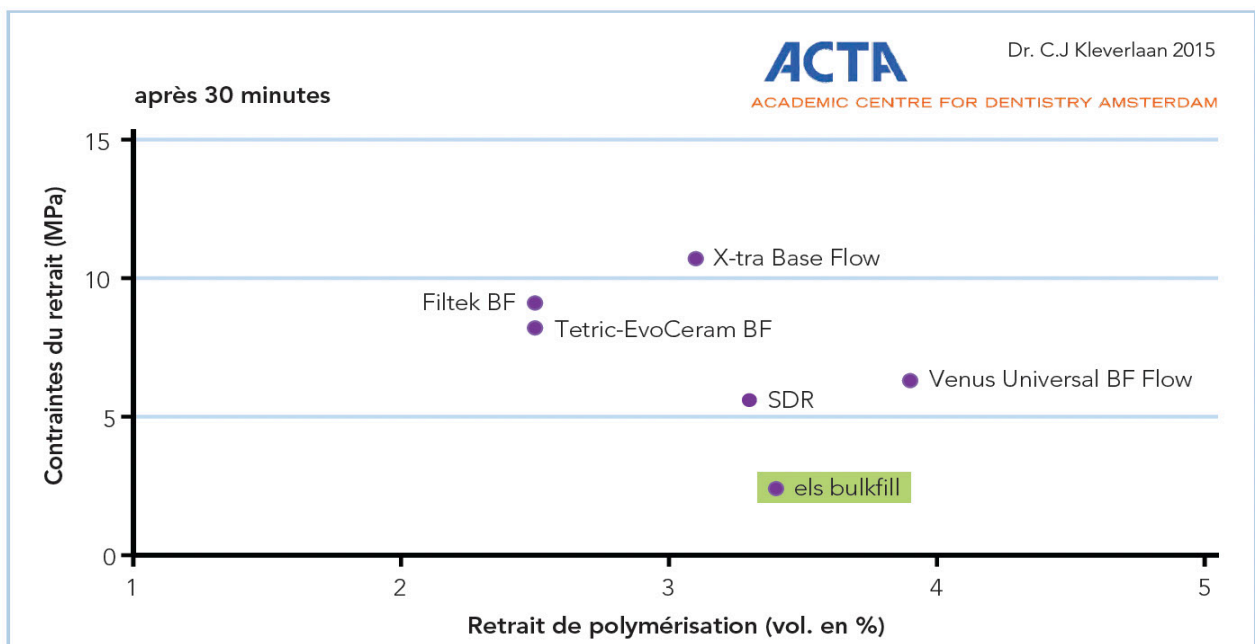 ACTA
Dr. C.J Kleverlaan 2015
ACADEMIC CENTRE FOR DENTISTRY AMSTERDAM
après 30 minutes
Contraintes du retrait (MPa)
15
10
5
0
X-tra Base Flow
Filtek BF
Tetric-EvoCeram BF
Venus Universal BF Flow
SDR
els bulkfill
1 2 3 4 5
Retrait de polymérisation (vol. en %)